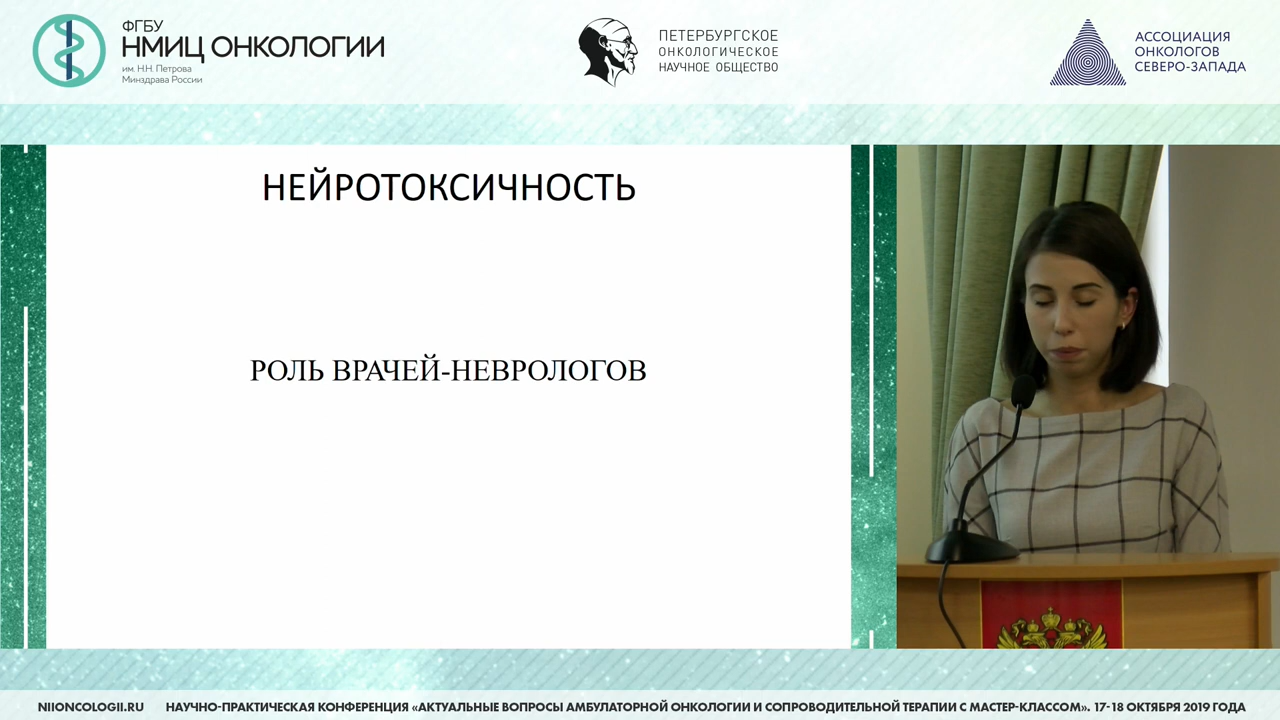 ФГБУ
НМИЦ ОНКОЛОГИИ
им. Н.Н. Петрова
Минздрава России
ПЕТЕРБУРГСКОЕ
ОНКОЛОГИЧЕСКОЕ
НАУЧНОЕ ОБЩЕСТВО
АССОЦИАЦИЯ
ОНКОЛОГОВ
СЕВЕРО-ЗАПАДА
НЕЙРОТОКСИЧНОСТЬ
РОЛЬ ВРАЧЕЙ-НЕВРОЛОГОВ
NIIONCOLOGII.RU НАУЧНО-ПРАКТИЧЕСКАЯ КОНФЕРЕНЦИЯ «АКТУАЛЬНЫЕ ВОПРОСЫ АМБУЛАТОРНОЙ ОНКОЛОГИИ И СОПРОВОДИТЕЛЬНОЙ ТЕРАПИИ С МАСТЕР-КЛАССОМ». 17-18 ОКТЯБРЯ 2019 ГОДА